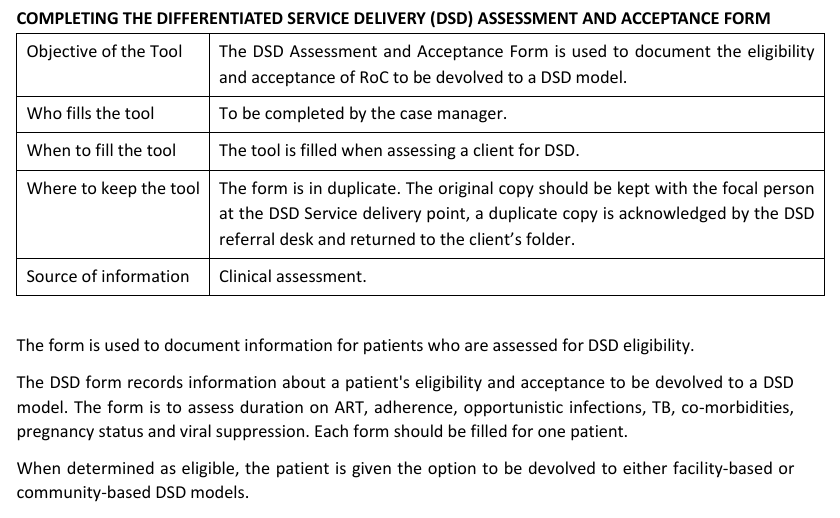 COMPLETING THE DIFFERENTIATED SERVICE DELIVERY (DSD) ASSESSMENT AND ACCEPTANCE FORM
Objective of the Tool
The DSD Assessment and Acceptance Form is used to document the eligibility
and acceptance of RoC to be devolved to a DSD model.
Who fills the tool
To be completed by the case manager.
When to fill the tool
The tool is filled when assessing a client for DSD.
Where to keep the tool
The form is in duplicate. The original copy should be kept with the focal person
at the DSD Service delivery point, a duplicate copy is acknowledged by the DSD
referral desk and returned to the client’s folder.
Source of information
Clinical assessment.
The form is used to document information for patients who are assessed for DSD eligibility.
The DSD form records information about a patient's eligibility and acceptance to be devolved to a DSD
model. The form is to assess duration on ART, adherence, opportunistic infections, TB, co-morbidities,
pregnancy status and viral suppression. Each form should be filled for one patient.
When determined as eligible, the patient is given the option to be devolved to either facility-based or
community-based DSD models.